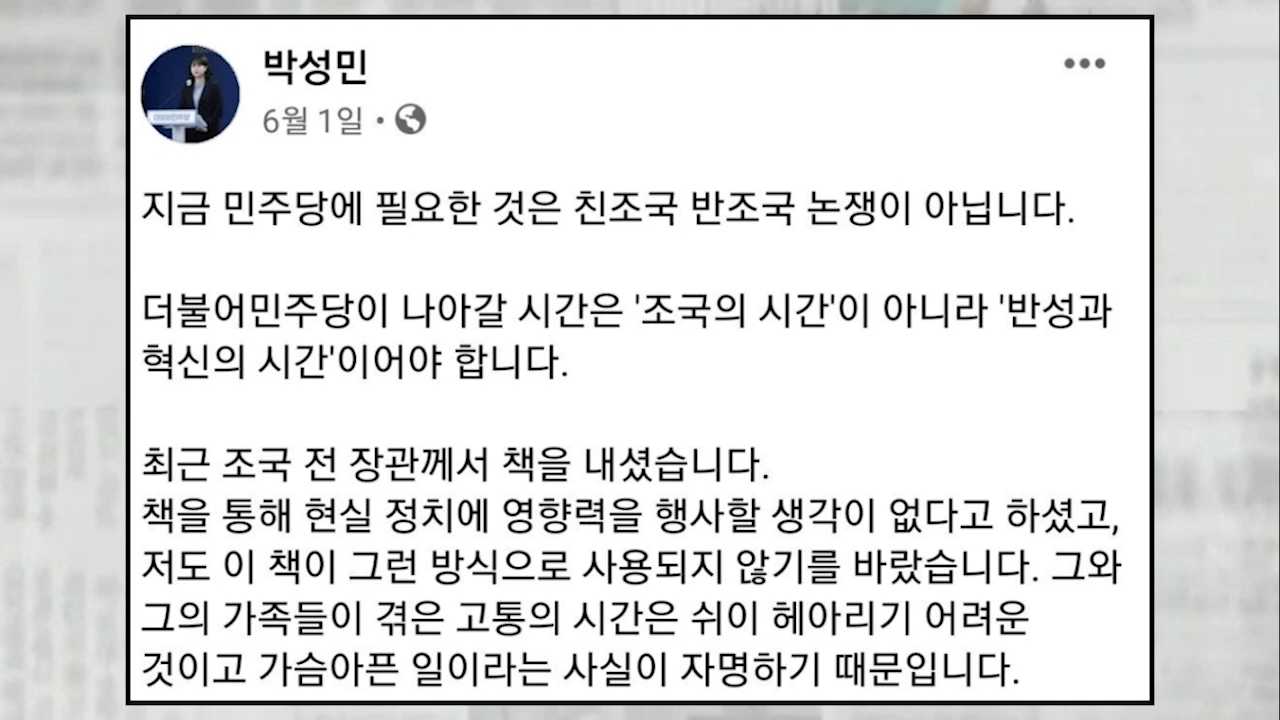 박성민
6월 1일 •
지금 민주당에 필요한 것은 친조국 반조국 논쟁이 아닙니다.
더불어민주당이 나아갈 시간은 '조국의 시간'이 아니라 '반성과
혁신의 시간'이어야 합니다.
최근 조국 전 장관께서 책을 내셨습니다.
책을 통해 현실 정치에 영향력을 행사할 생각이 없다고 하셨고,
저도 이 책이 그런 방식으로 사용되지 않기를 바랐습니다. 그와
그의 가족들이 겪은 고통의 시간은 쉬이 헤아리기 어려운
것이고 가슴아픈 일이라는 사실이 자명하기 때문입니다.